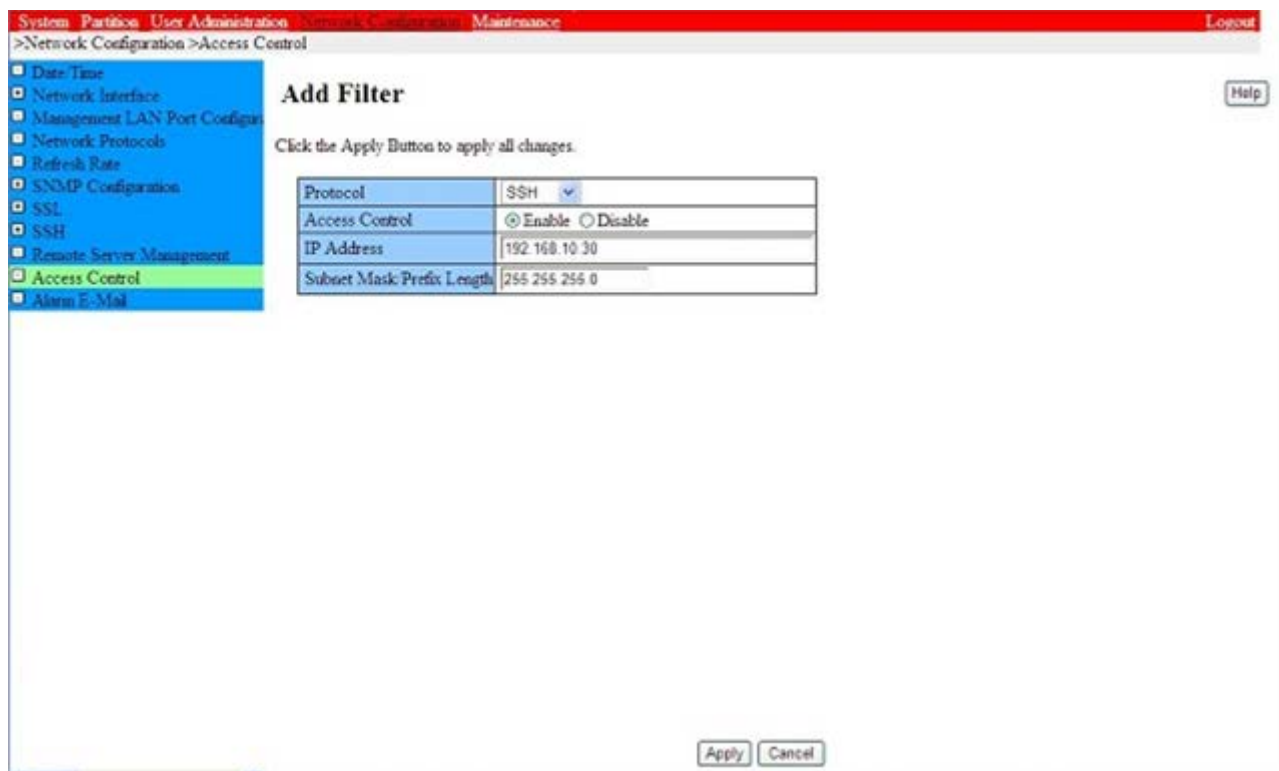 System Partition User Administration Network Configuration Maintenance Logout
>Network Configuration >Access Control
Date/Time
Network Interface
Management LAN Port Configur
Network Protocols
Refresh Rate
SNMP Configuration
SSL
SSH
Remote Server Management
Access Control
Alarm E-Mail
Add Filter
Help
Click the Apply Button to apply all changes.
Protocol SSH
Access Control Enable Disable
IP Address 192.168.10.30
Subnet Mask/Prefix Length 255.255.255.0
Apply Cancel